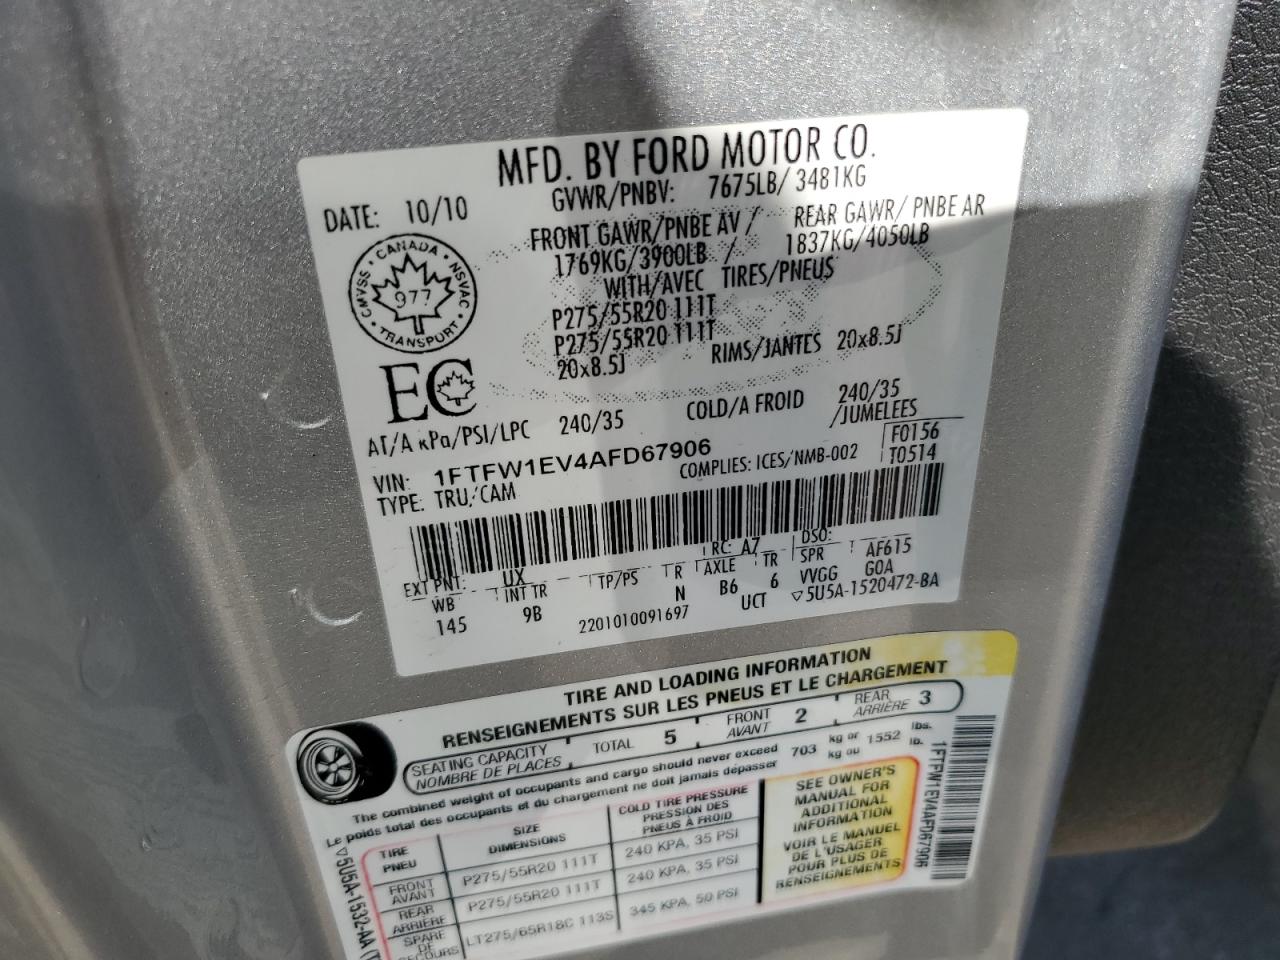 MFD. BY FORD MOTOR CO.
DATE: 10/10
GVWR/PNBV: 7675LB/ 3481KG
FRONT GAWR/PNBE AV / REAR GAWR/ PNBE AR
1769KG/3900LB / 1837KG/4050LB
WITH/AVEC TIRES/PNEUS
P275/55R20 111T
P275/55R20 111T
20x8.5J RIMS/JANTES 20x8.5J
CANADA
CMVSS NSVAC
977
TRANSPORT
EC
AT/A kPa/PSI/LPC 240/35 COLD/A FROID 240/35
/JUMELEES
VIN: 1FTFW1EV4AFD67906
COMPLIES: ICES/NMB-002
F0156
T0514
TYPE: TRU/CAM
EXT PNT: UX RC: A7 DSO: AF615
WB INT TR TP/PS R AXLE TR SPR GOA
145 9B N B6 6 VVGG
2201010091697 UCT ▽5U5A-1520472-BA
TIRE AND LOADING INFORMATION
RENSEIGNEMENTS SUR LES PNEUS ET LE CHARGEMENT
SEATING CAPACITY
NOMBRE DE PLACES
TOTAL 5
FRONT
AVANT 2
REAR
ARRIÈRE 3
The combined weight of occupants and cargo should never exceed 703 kg or 1552 lbs.
Le poids total des occupants et du chargement ne doit jamais dépasser kg ou lb.
TIRE
PNEU
SIZE
DIMENSIONS
COLD TIRE PRESSURE
PRESSION DES
PNEUS À FROID
FRONT
AVANT
P275/55R20 111T
240 KPA, 35 PSI
REAR
ARRIÈRE
P275/55R20 111T
240 KPA, 35 PSI
SPARE
DE
SECOURS
LT275/65R18C 113S
345 KPA, 50 PSI
SEE OWNER'S
MANUAL FOR
ADDITIONAL
INFORMATION
VOIR LE MANUEL
DE L'USAGER
POUR PLUS DE
RENSEIGNEMENTS
1FTFW1EV4AFD67906
▽5U5A-1532-AA